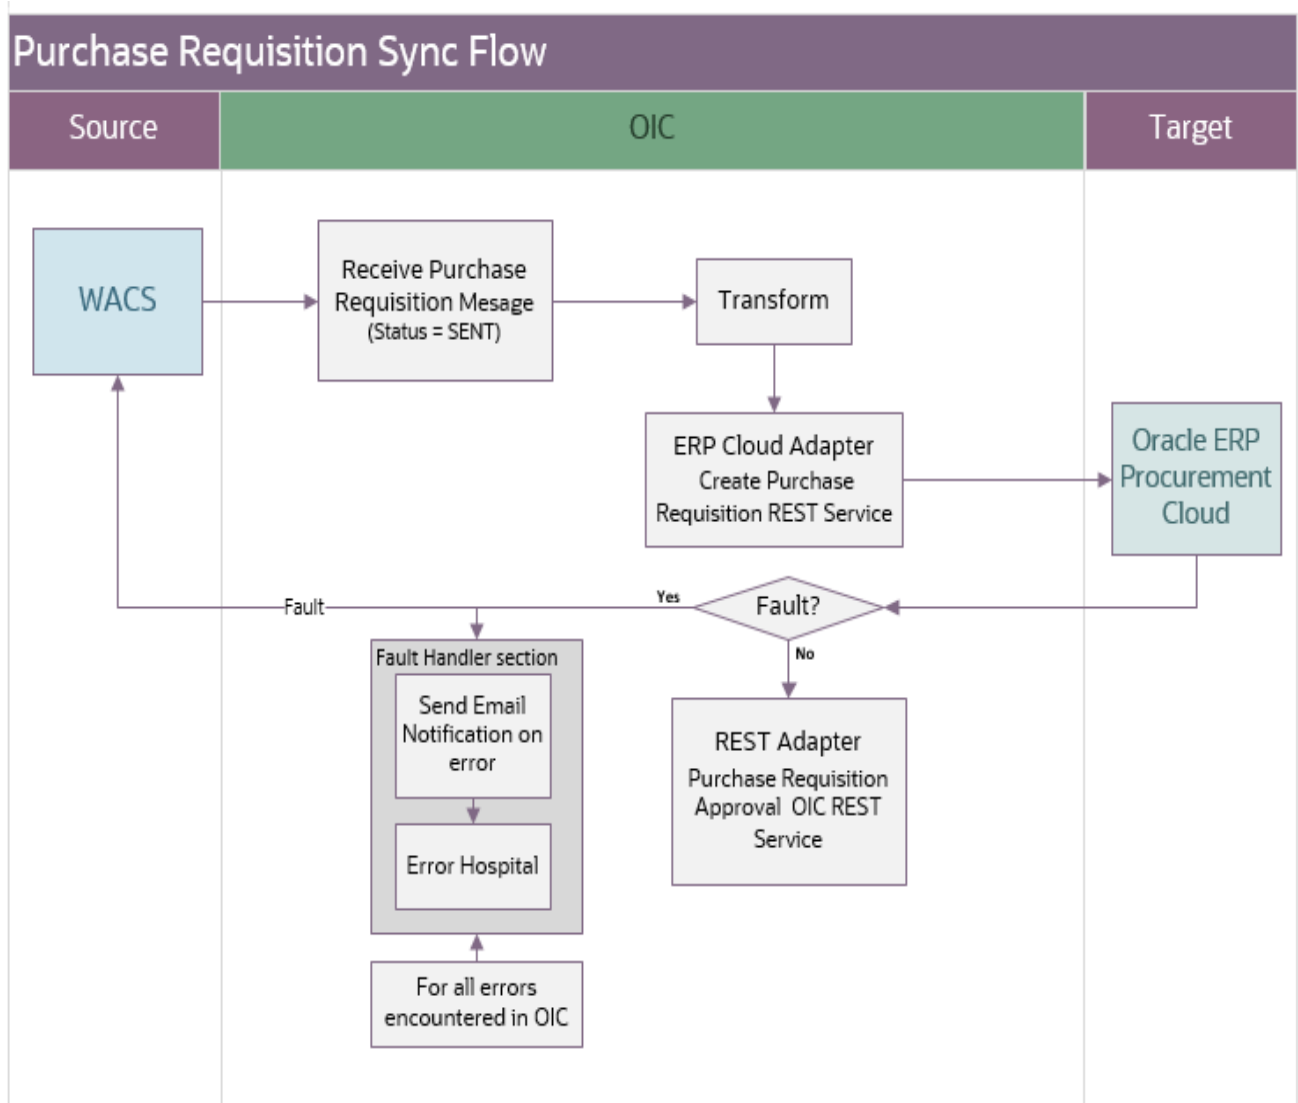 Purchase Requisition Sync Flow
Source
OIC
Target
WACS
Receive Purchase
Requisition Mesage
(Status = SENT)
Transform
ERP Cloud Adapter
Create Purchase
Requisition REST Service
Oracle ERP
Procurement
Cloud
Fault?
Yes
Fault
No
Fault Handler section
Send Email
Notification on
error
Error Hospital
REST Adapter
Purchase Requisition
Approval OIC REST
Service
For all errors
encountered in OIC